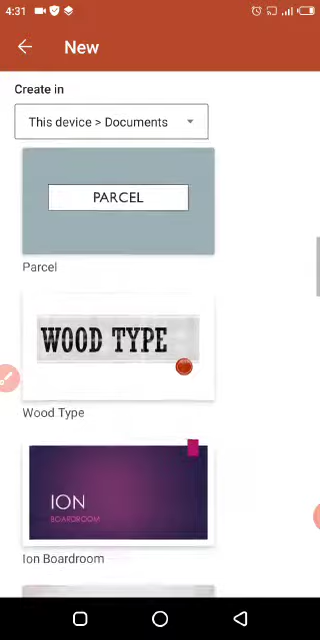 4:31
New
Create in
This device > Documents
PARCEL
Parcel
WOOD TYPE
Wood Type
ION
BOARDROOM
Ion Boardroom